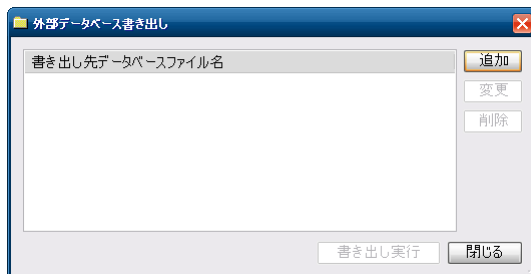 外部データベース書き出し
書き出し先データベースファイル名
追加
変更
削除
書き出し実行
閉じる